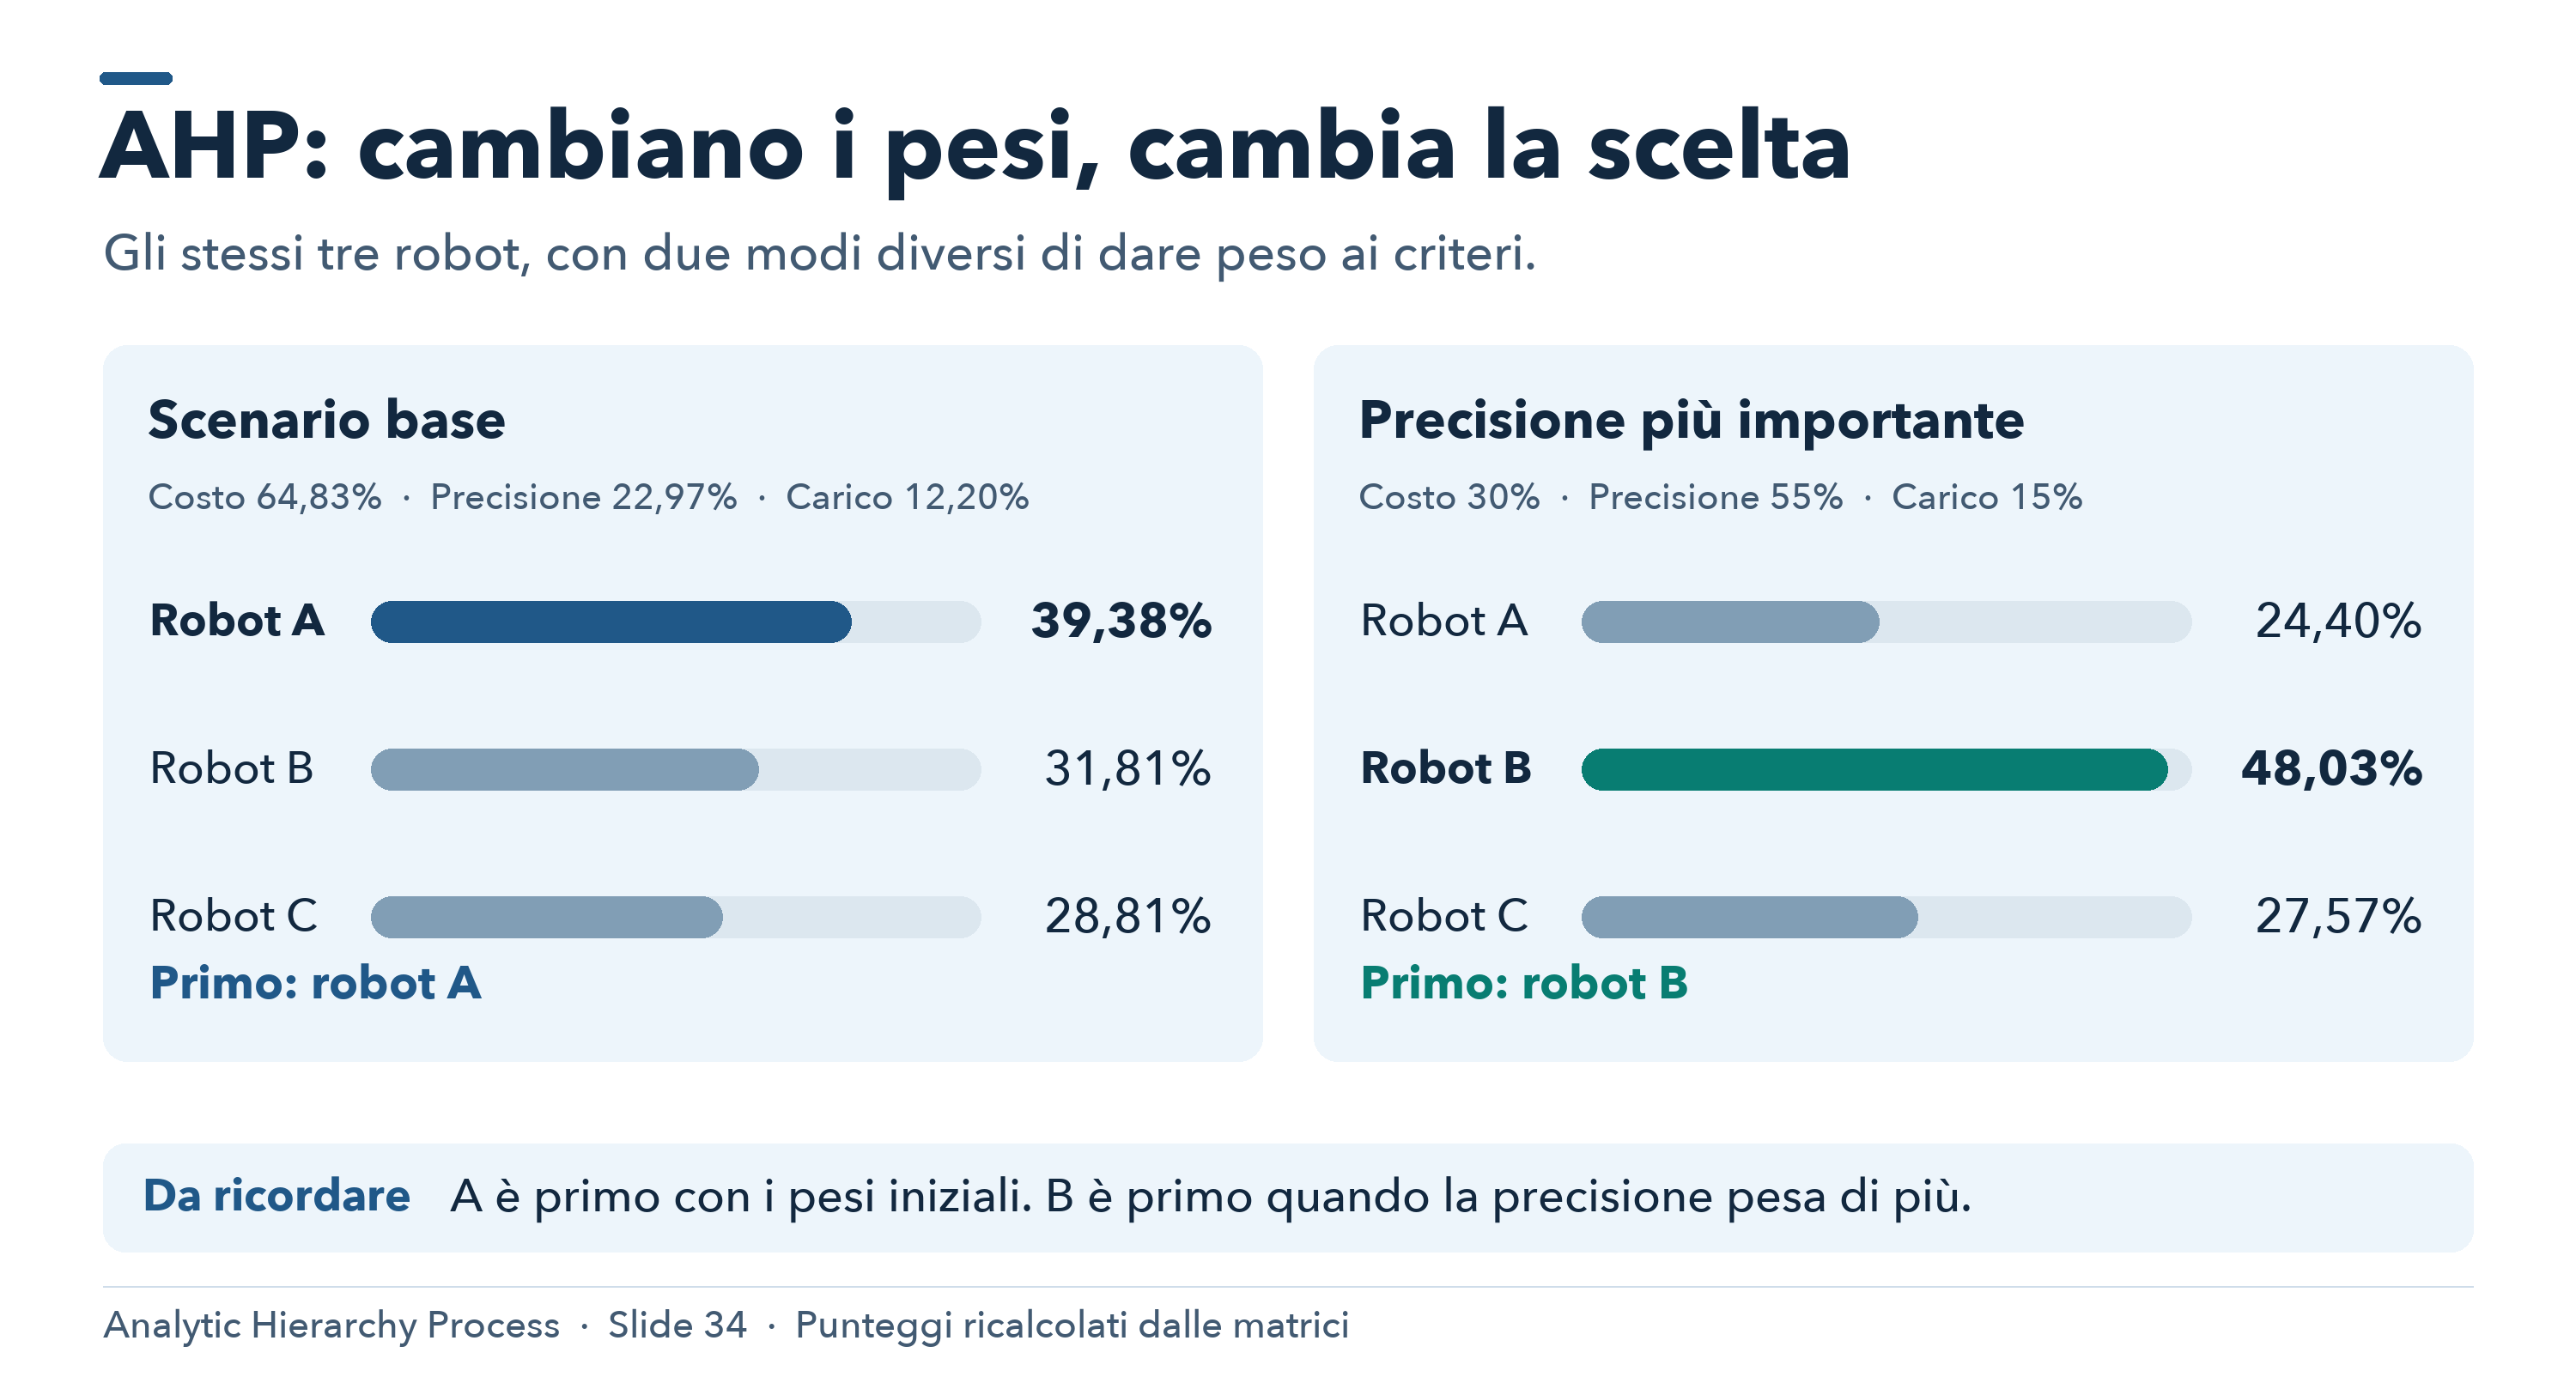 AHP: cambiano i pesi, cambia la scelta
Gli stessi tre robot, con due modi diversi di dare peso ai criteri.
Scenario base
Costo 64,83% · Precisione 22,97% · Carico 12,20%
Robot A 39,38%
Robot B 31,81%
Robot C 28,81%
Primo: robot A
Precisione più importante
Costo 30% · Precisione 55% · Carico 15%
Robot A 24,40%
Robot B 48,03%
Robot C 27,57%
Primo: robot B
Da ricordare A è primo con i pesi iniziali. B è primo quando la precisione pesa di più.
Analytic Hierarchy Process · Slide 34 · Punteggi ricalcolati dalle matrici